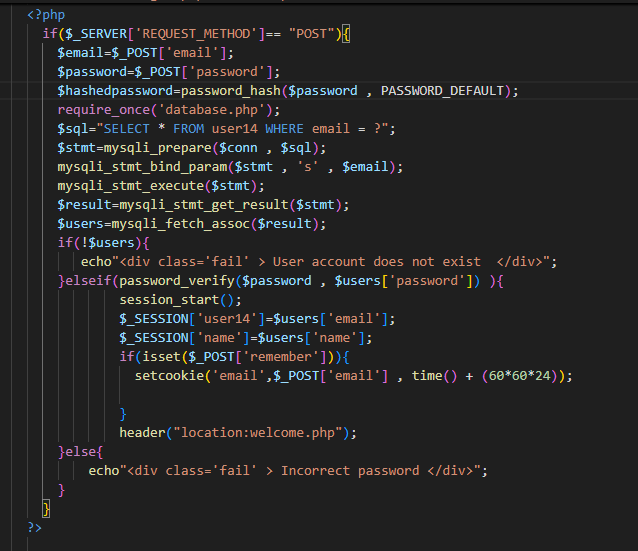 <?php
if($_SERVER['REQUEST_METHOD']== "POST"){
$email=$_POST['email'];
$password=$_POST['password'];
$hashedpassword=password_hash($password , PASSWORD_DEFAULT);
require_once('database.php');
$sql="SELECT * FROM user14 WHERE email = ?";
$stmt=mysqli_prepare($conn , $sql);
mysqli_stmt_bind_param($stmt , 's' , $email);
mysqli_stmt_execute($stmt);
$result=mysqli_stmt_get_result($stmt);
$users=mysqli_fetch_assoc($result);
if(!$users){
echo"<div class='fail' > User account does not exist  </div>";
}elseif(password_verify($password , $users['password']) ){
session_start();
$_SESSION['user14']=$users['email'];
$_SESSION['name']=$users['name'];
if(isset($_POST['remember'])){
setcookie('email',$_POST['email'] , time() + (60*60*24));
}
header("location:welcome.php");
}else{
echo"<div class='fail' > Incorrect password </div>";
}
}
?>